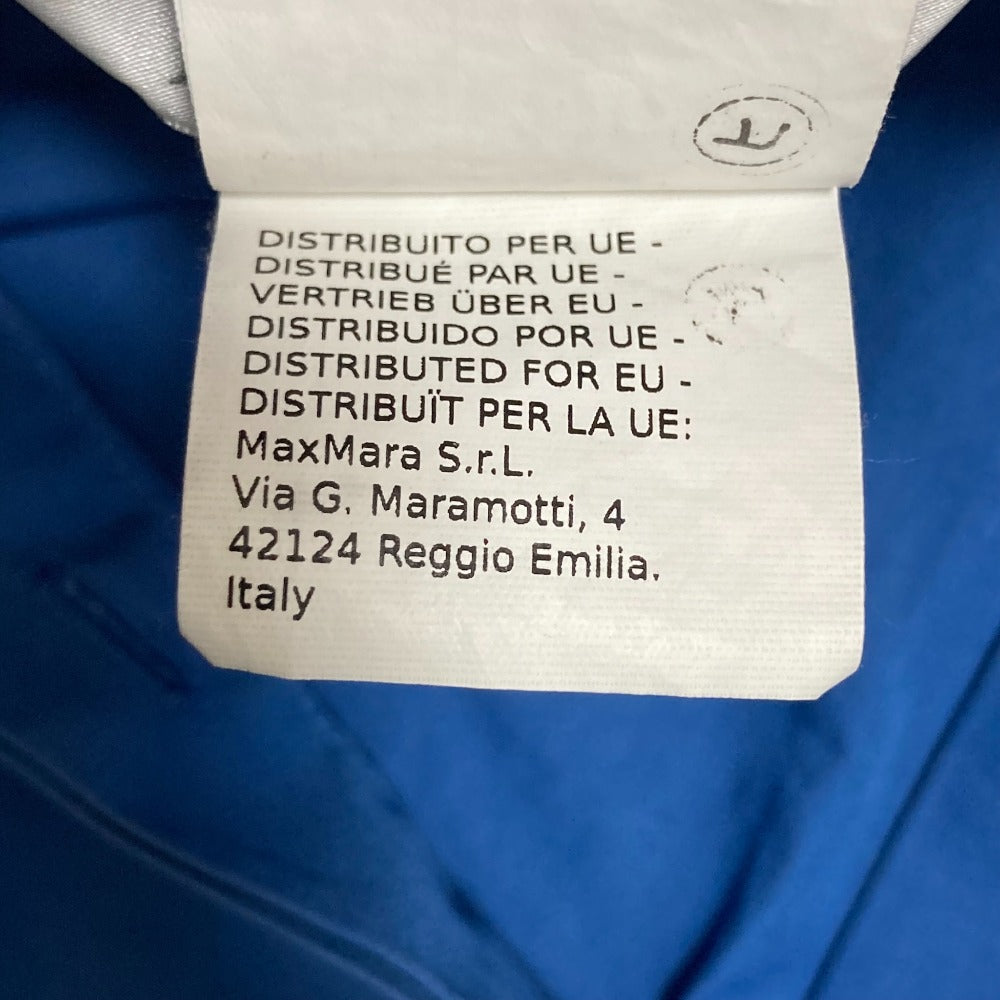 DISTRIBUITO PER UE -
DISTRIBUÉ PAR UE -
VERTRIEB ÜBER EU -
DISTRIBUIDO POR UE -
DISTRIBUTED FOR EU -
DISTRIBUÏT PER LA UE:
MaxMara S.r.L.
Via G. Maramotti, 4
42124 Reggio Emilia.
Italy